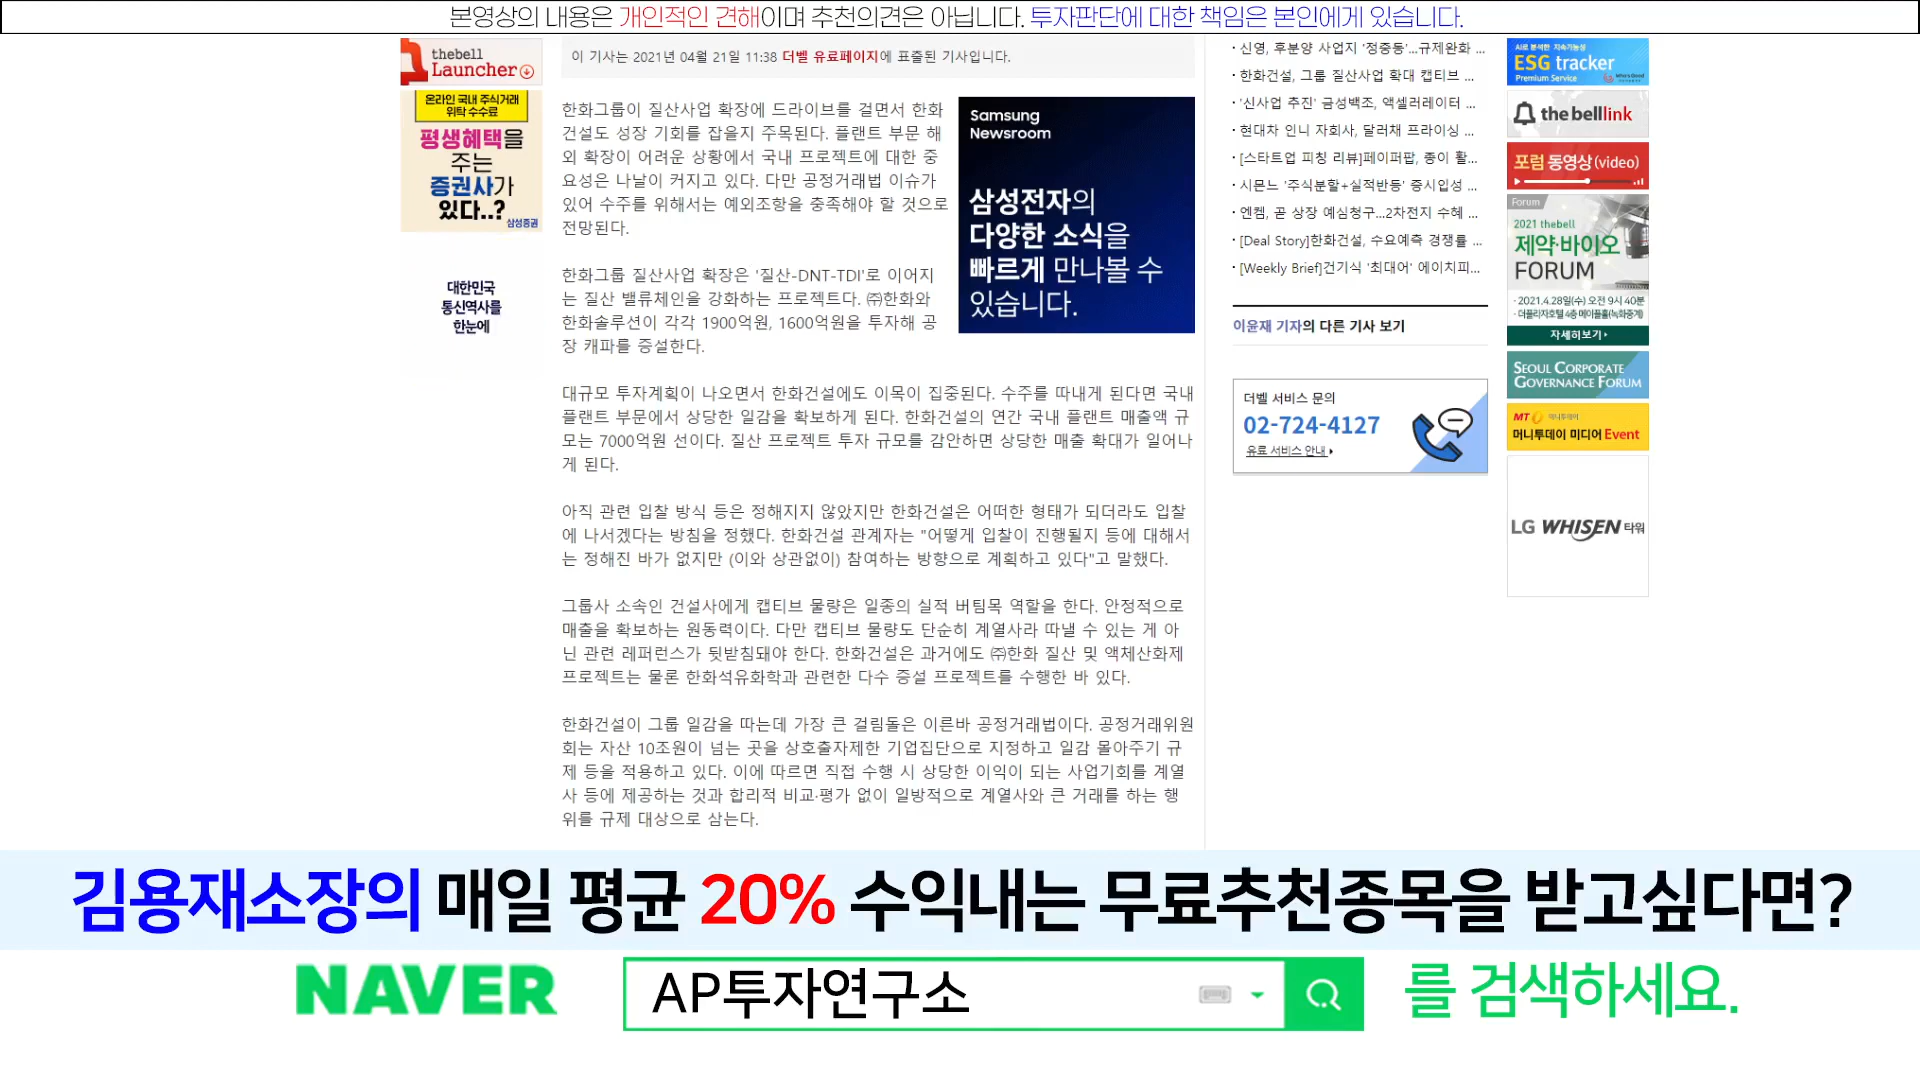 본영상의 내용은 개인적인 견해이며 추천의견은 아닙니다. 투자판단에 대한 책임은 본인에게 있습니다.
thebell
Launcher
온라인 국내 주식거래
위탁 수수료
평생혜택을
주는
증권사가
있다..?
삼성증권
대한민국
통신역사를
한눈에
이 기사는 2021년 04월 21일 11:38 더벨 유료페이지에 표출된 기사입니다.
한화그룹이 질산사업 확장에 드라이브를 걸면서 한화
건설도 성장 기회를 잡을지 주목된다. 플랜트 부문 해
외 확장이 어려운 상황에서 국내 프로젝트에 대한 중
요성은 나날이 커지고 있다. 다만 공정거래법 이슈가
있어 수주를 위해서는 예외조항을 충족해야 할 것으로
전망된다.
한화그룹 질산사업 확장은 '질산-DNT-TDI'로 이어지
는 질산 밸류체인을 강화하는 프로젝트다. ㈜한화와
한화솔루션이 각각 1900억원, 1600억원을 투자해 공
장 캐파를 증설한다.
Samsung
Newsroom
삼성전자의
다양한 소식을
빠르게 만나볼 수
있습니다.
대규모 투자계획이 나오면서 한화건설에도 이목이 집중된다. 수주를 따내게 된다면 국내
플랜트 부문에서 상당한 일감을 확보하게 된다. 한화건설의 연간 국내 플랜트 매출액 규
모는 7000억원 선이다. 질산 프로젝트 투자 규모를 감안하면 상당한 매출 확대가 일어나
게 된다.
아직 관련 입찰 방식 등은 정해지지 않았지만 한화건설은 어떠한 형태가 되더라도 입찰
에 나서겠다는 방침을 정했다. 한화건설 관계자는 "어떻게 입찰이 진행될지 등에 대해서
는 정해진 바가 없지만 (이와 상관없이) 참여하는 방향으로 계획하고 있다"고 말했다.
그룹사 소속인 건설사에게 캡티브 물량은 일종의 실적 버팀목 역할을 한다. 안정적으로
매출을 확보하는 원동력이다. 다만 캡티브 물량도 단순히 계열사라 따낼 수 있는 게 아
닌 관련 레퍼런스가 뒷받침돼야 한다. 한화건설은 과거에도 ㈜한화 질산 및 액체산화제
프로젝트는 물론 한화석유화학과 관련한 다수 증설 프로젝트를 수행한 바 있다.
한화건설이 그룹 일감을 따는데 가장 큰 걸림돌은 이른바 공정거래법이다. 공정거래위원
회는 자산 10조원이 넘는 곳을 상호출자제한 기업집단으로 지정하고 일감 몰아주기 규
제 등을 적용하고 있다. 이에 따르면 직접 수행 시 상당한 이익이 되는 사업기회를 계열
사 등에 제공하는 것과 합리적 비교·평가 없이 일방적으로 계열사와 큰 거래를 하는 행
위를 규제 대상으로 삼는다.
· 신영, 후분양 사업지 '정중동'...규제완화 ...
· 한화건설, 그룹 질산사업 확대 캡티브 ...
· '신사업 추진' 금성백조, 액셀러레이터 ...
· 현대차 인니 자회사, 달러채 프라이싱 ...
· [스타트업 피칭 리뷰]페이퍼팝, 종이 활...
· 시몬느 '주식분할+실적반등' 증시입성 ...
· 엔켐, 곧 상장 예심청구...2차전지 수혜 ...
· [Deal Story]한화건설, 수요예측 경쟁률 ...
· [Weekly Brief]건기식 '최대어' 에이치피...
이윤재 기자의 다른 기사 보기
더벨 서비스 문의
02-724-4127
유료 서비스 안내
AI로 분석한 지속가능성
ESG tracker
Premium Service
Who's Good
the bell link
포럼 동영상(video)
Forum
2021 thebell
제약·바이오
FORUM
· 2021.4.28일(수) 오전 9시 40분
· 더플라자호텔 4층 메이플홀(녹화중계)
자세히보기
SEOUL CORPORATE
GOVERNANCE FORUM
MT 머니투데이
머니투데이 미디어 Event
LG WHISEN 타워
김용재소장의 매일 평균 20% 수익내는 무료추천종목을 받고싶다면?
NAVER AP투자연구소 를 검색하세요.